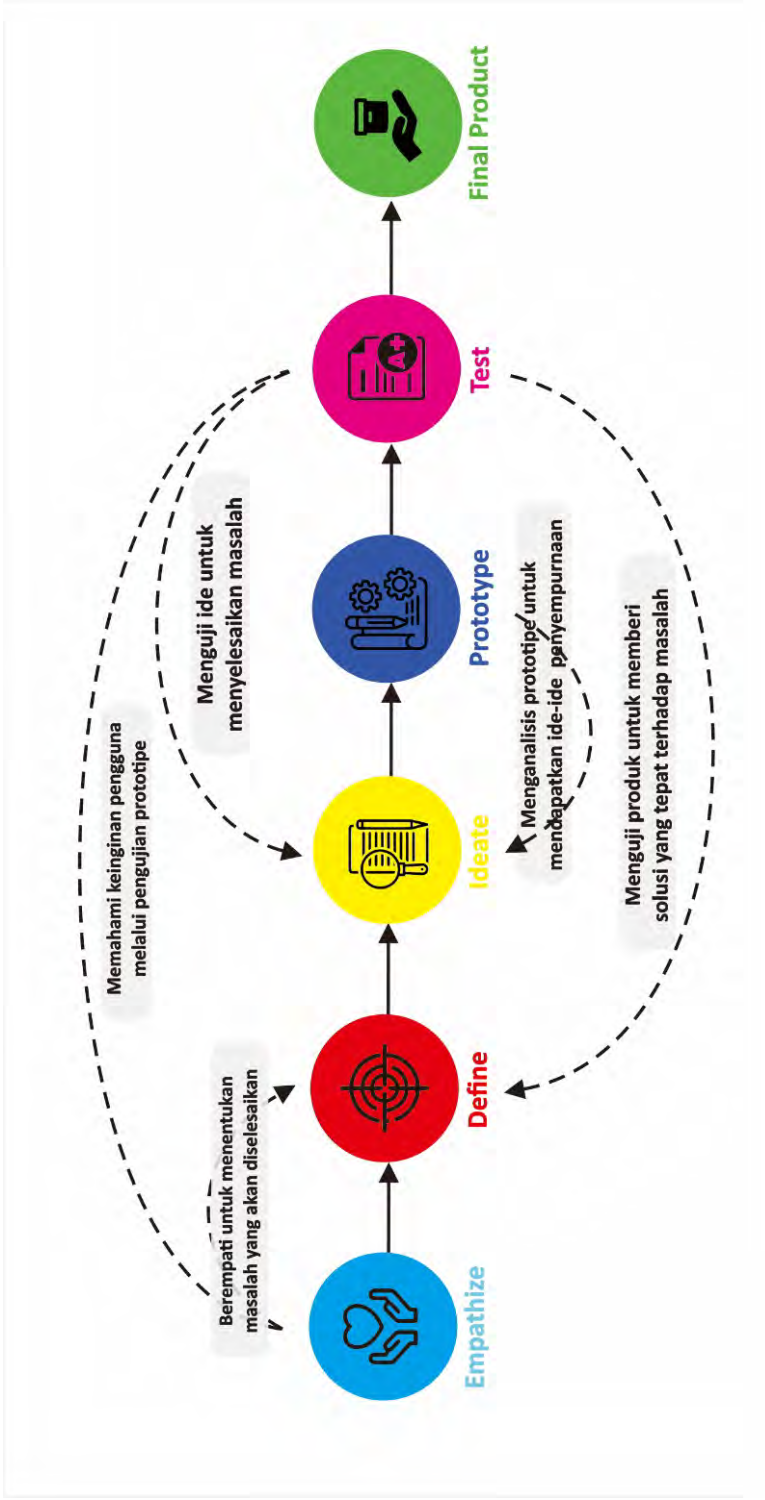 Memahami keinginan pengguna
melalui pengujian prototipe
Berempati untuk menentukan
masalah yang akan diselesaikan
Menguji ide untuk
menyelesaikan masalah
A+
Empathize
Define
Ideate
Prototype
Test
Final Product
Menganalisis prototipe untuk
mendapatkan ide-ide penyempurnaan
Menguji produk untuk memberi
solusi yang tepat terhadap masalah